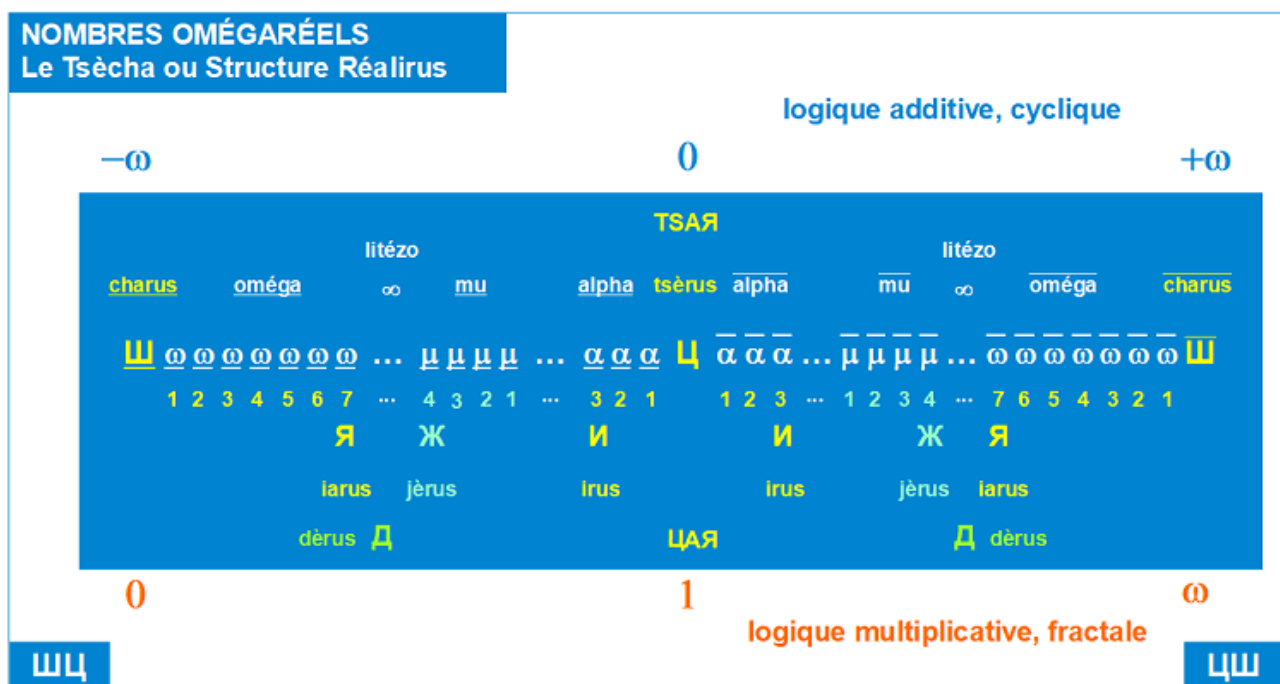 NOMBRES OMÉGARÉELS
Le Tsècha ou Structure Réalirus
logique additive, cyclique
−ω 0 +ω
TSAЯ
litézo litézo
charus oméga ∞ mu alpha tsèrus alpha mu ∞ oméga charus
Ш ω ω ω ω ω ω ω ... μ μ μ μ ... α α α Ц α α α ... μ μ μ μ ... ω ω ω ω ω ω ω Ш
1 2 3 4 5 6 7 ... 4 3 2 1 ... 3 2 1 1 2 3 ... 1 2 3 4 ... 7 6 5 4 3 2 1
Я Ж И И Ж Я
iarus jèrus irus irus jèrus iarus
dèrus Д ЦАЯ Д dèrus
0 1 ω
logique multiplicative, fractale
ШЦ ЦШ